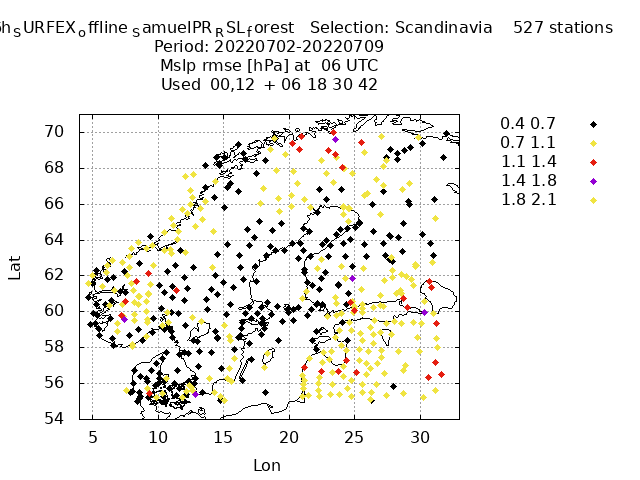 SURFEXoffline SamuelPRRSLforest Selection: Scandinavia 527 stations
Period: 20220702-20220709
Mslp rmse [hPa] at 06 UTC
Used 00,12 + 06 18 30 42
0.4 0.7
0.7 1.1
1.1 1.4
1.4 1.8
1.8 2.1
70
68
66
64
62
60
58
56
54
Lat
5 10 15 20 25 30
Lon